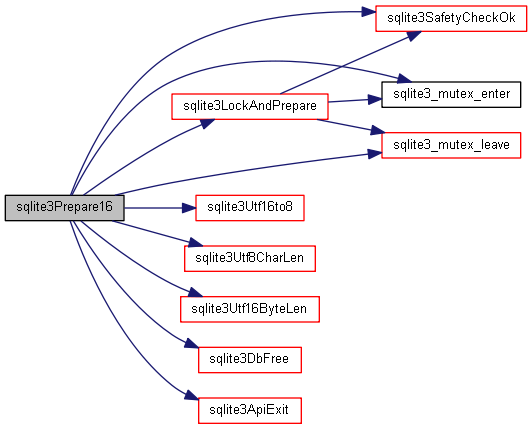 sqlite3SafetyCheckOk
sqlite3_mutex_enter
sqlite3LockAndPrepare
sqlite3_mutex_leave
sqlite3Prepare16
sqlite3Utf16to8
sqlite3Utf8CharLen
sqlite3Utf16ByteLen
sqlite3DbFree
sqlite3ApiExit